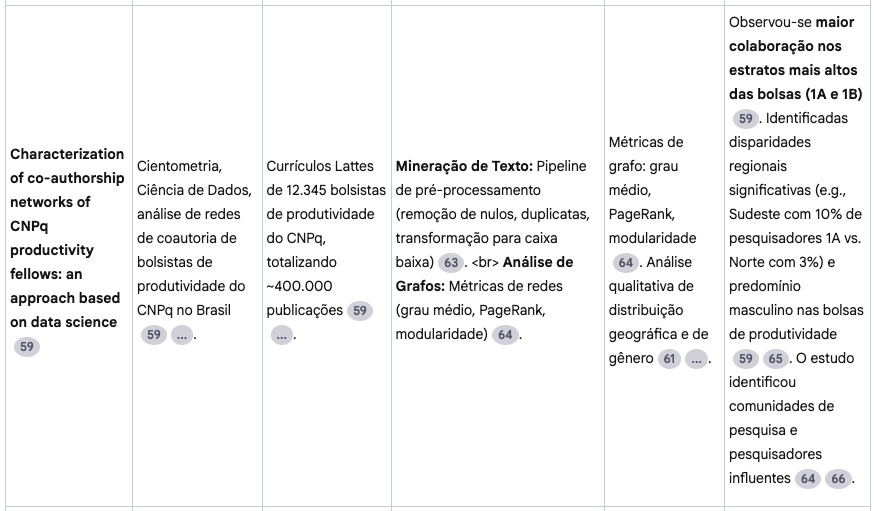 Characterization
of co-authorship
networks of
CNPq
productivity
fellows: an
approach based
on data science
59
Cientometria,
Ciência de Dados,
análise de redes
de coautoria de
bolsistas de
produtividade do
CNPq no Brasil
59 ... .
Currículos Lattes
de 12.345 bolsistas
de produtividade
do CNPq,
totalizando
~400.000
publicações 59
... .
Mineração de Texto: Pipeline
de pré-processamento
(remoção de nulos, duplicatas,
transformação para caixa
baixa) 63 . <br> Análise de
Grafos: Métricas de redes
(grau médio, PageRank,
modularidade) 64 .
Métricas de
grafo: grau
médio,
PageRank,
modularidade
64 . Análise
qualitativa de
distribuição
geográfica e de
gênero 61 ... .
Observou-se maior
colaboração nos
estratos mais altos
das bolsas (1A e 1B)
59 . Identificadas
disparidades
regionais
significativas (e.g.,
Sudeste com 10% de
pesquisadores 1A vs.
Norte com 3%) e
predomínio
masculino nas bolsas
de produtividade
59 65 . O estudo
identificou
comunidades de
pesquisa e
pesquisadores
influentes 64 66 .